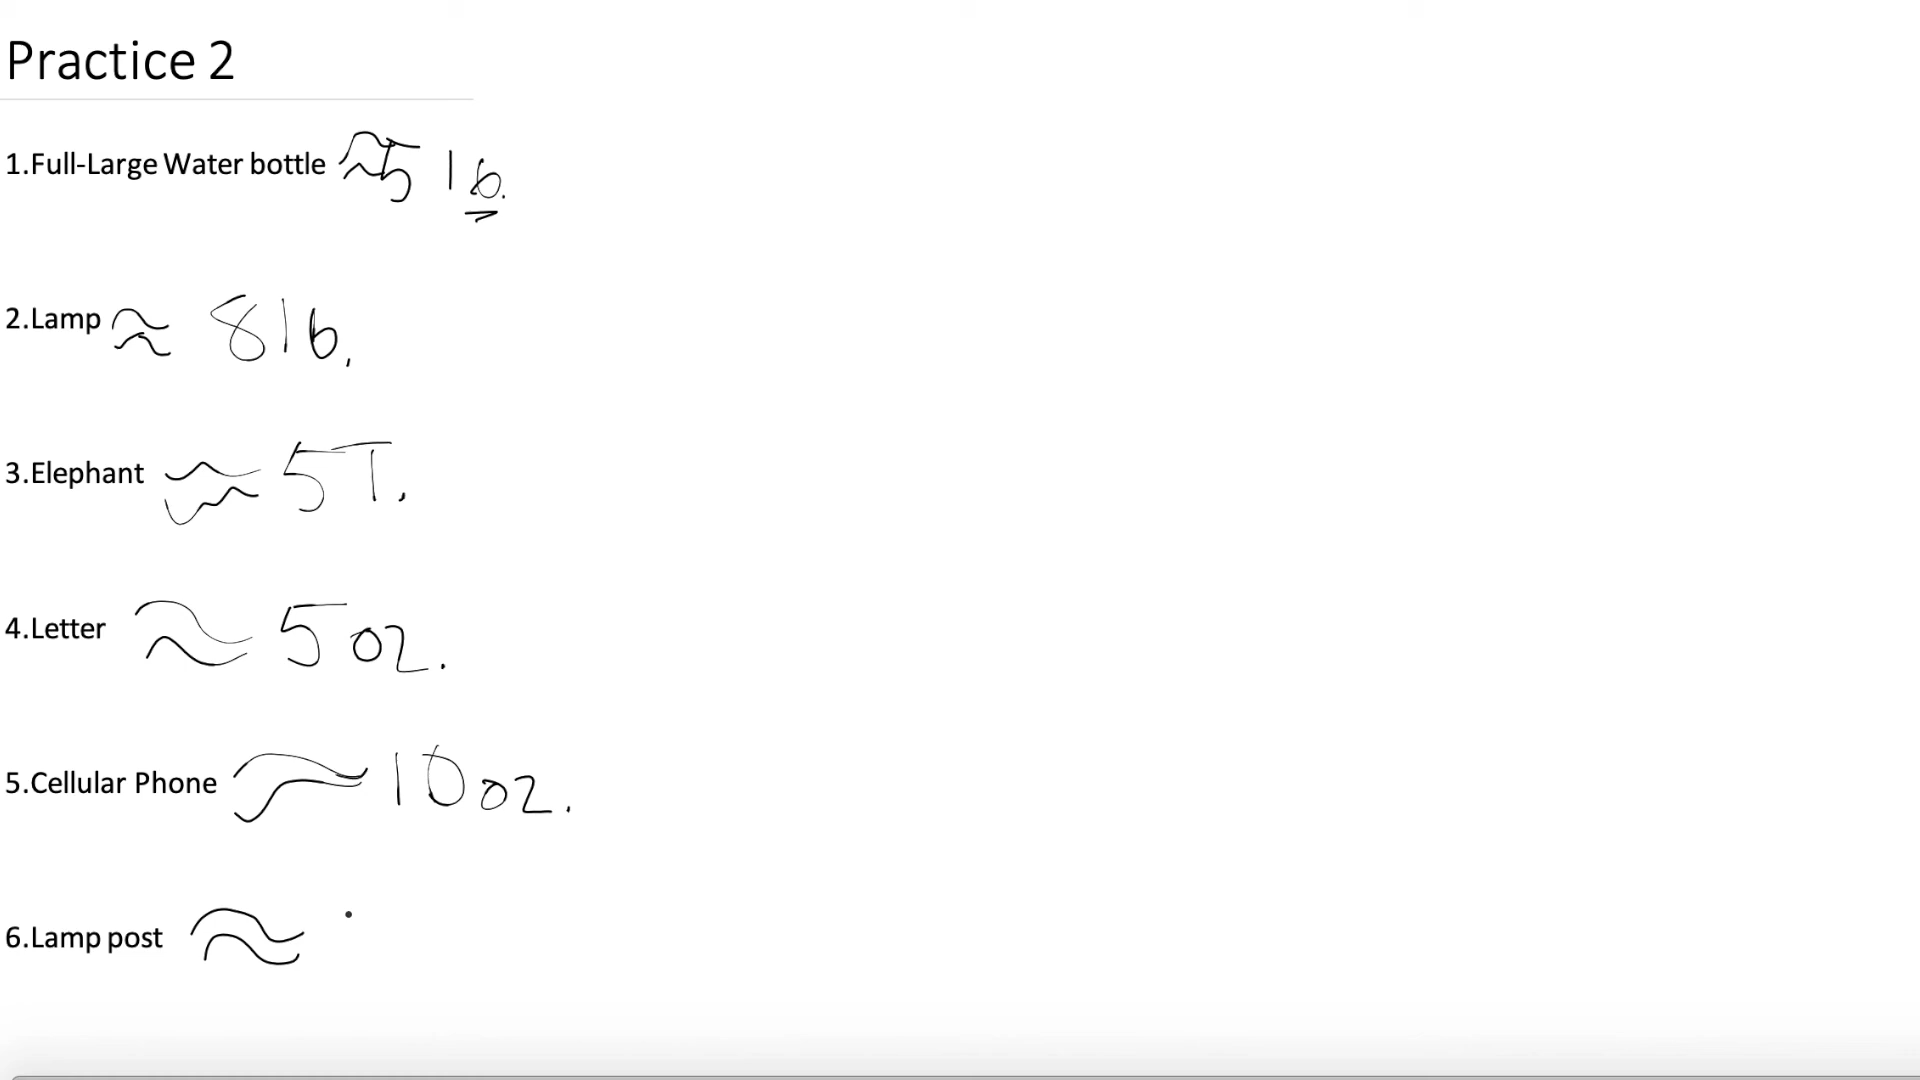 Practice 2
1.Full-Large Water bottle ≈ 5 lb.
2.Lamp ≈ 8 lb.
3.Elephant ≈ 5 T.
4.Letter ≈ 5 oz.
5.Cellular Phone ≈ 10 oz.
6.Lamp post ≈